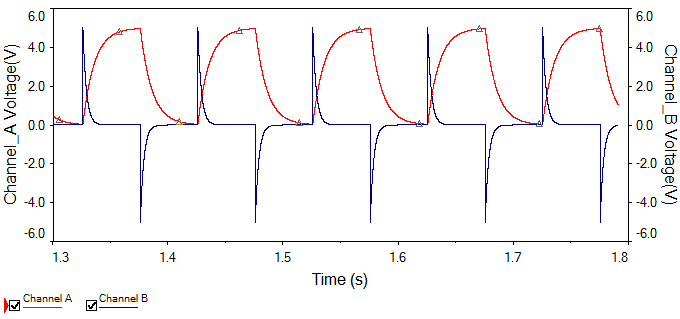 6.0 6.0
4.0 4.0
2.0 2.0
0.0 0.0
-2.0 -2.0
-4.0 -4.0
-6.0 -6.0
Channel_A Voltage(V)
Channel_B Voltage(V)
1.3 1.4 1.5 1.6 1.7 1.8
Time (s)
Channel A Channel B